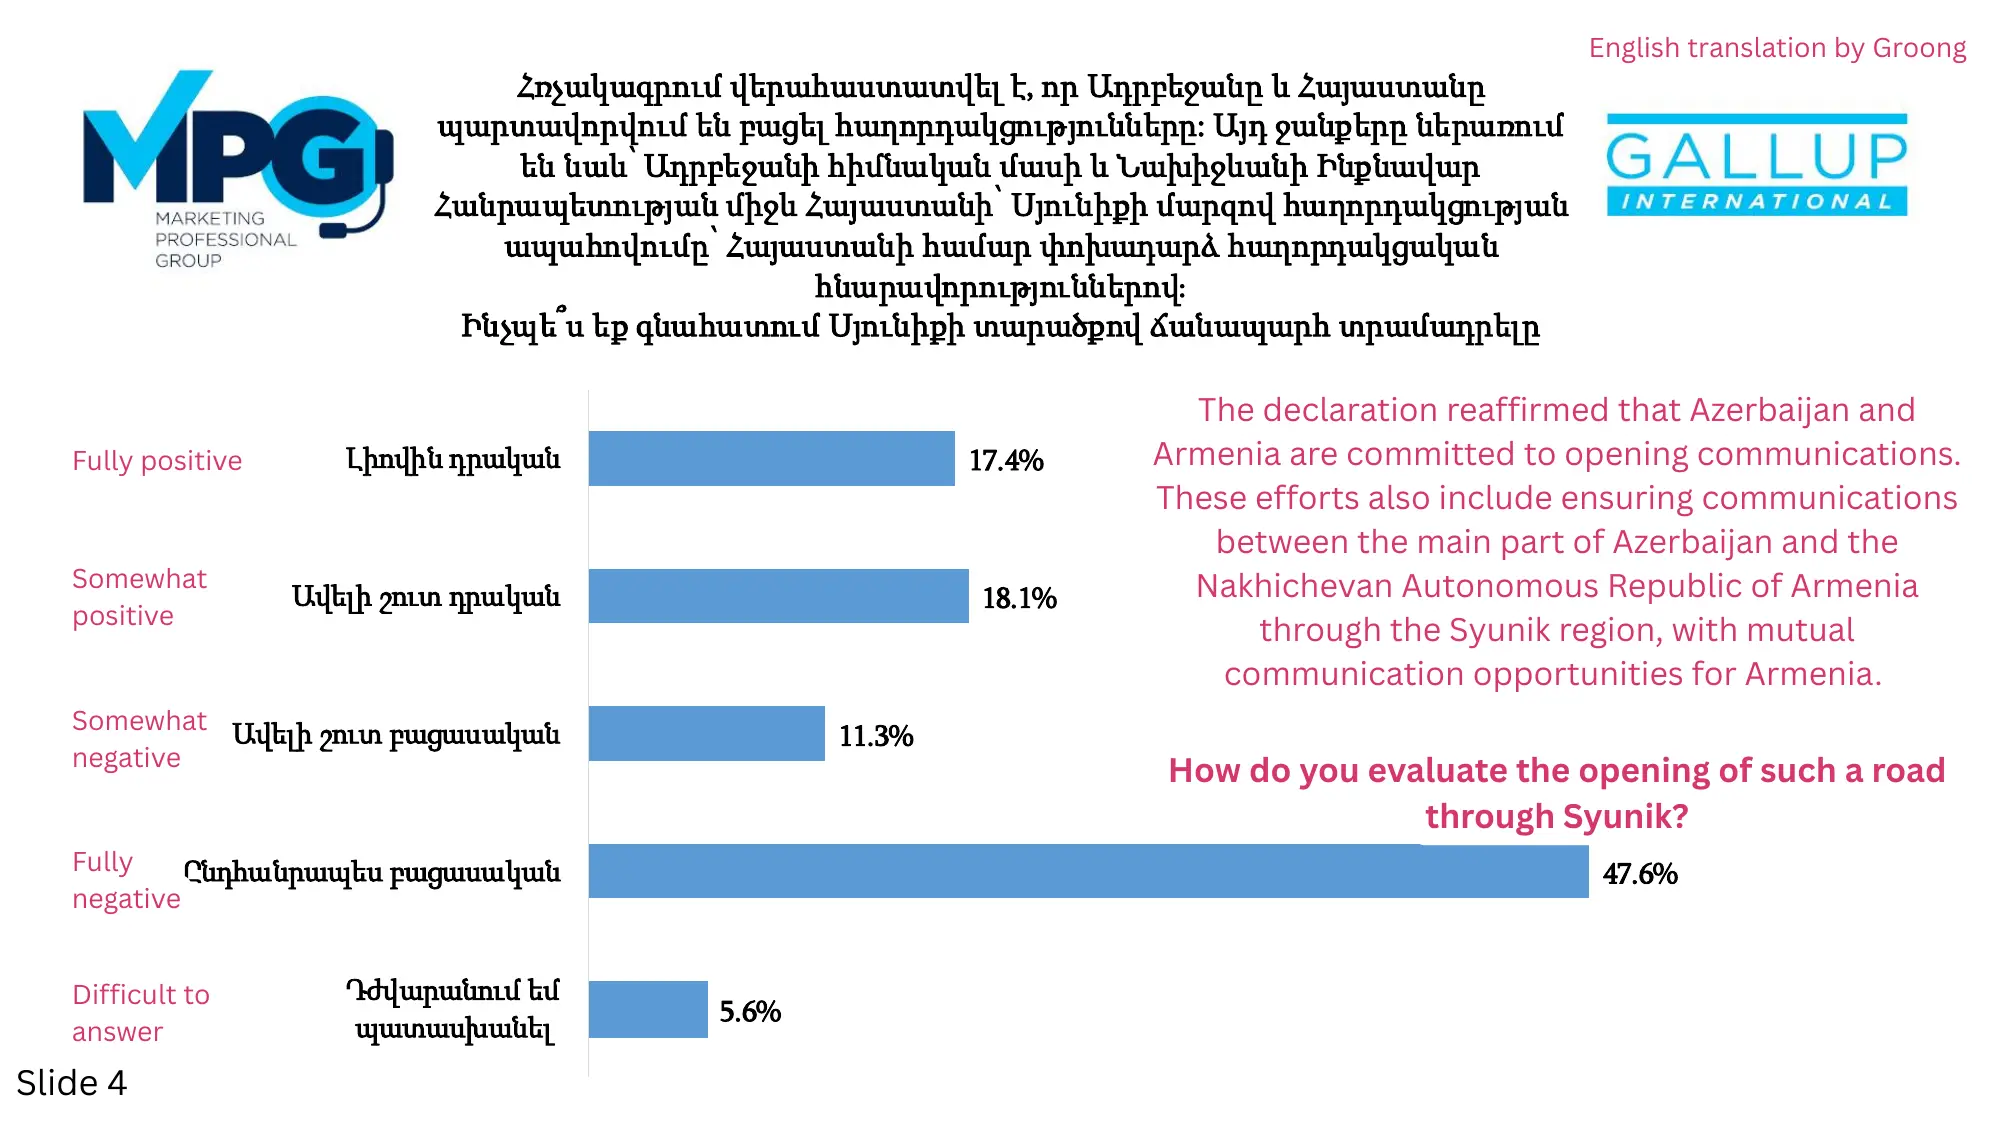 English translation by Groong
MPG
MARKETING
PROFESSIONAL
GROUP
Հռչակագրում վերահաստատվել է, որ Ադրբեջանը և Հայաստանը
պարտավորվում են բացել հաղորդակցությունները։ Այդ ջանքերը ներառում
են նաև՝ Ադրբեջանի հիմնական մասի և Նախիջևանի Ինքնավար
Հանրապետության միջև Հայաստանի՝ Սյունիքի մարզով հաղորդակցության
ապահովումը՝ Հայաստանի համար փոխադարձ հաղորդակցական
հնարավորություններով։
Ինչպե՞ս եք գնահատում Սյունիքի տարածքով ճանապարհ տրամադրելը
GALLUP
INTERNATIONAL
Fully positive
Լիովին դրական
17.4%
Somewhat
positive
Ավելի շուտ դրական
18.1%
Somewhat
negative
Ավելի շուտ բացասական
11.3%
Fully
negative
Ընդհանրապես բացասական
47.6%
Difficult to
answer
Դժվարանում եմ
պատասխանել
5.6%
The declaration reaffirmed that Azerbaijan and
Armenia are committed to opening communications.
These efforts also include ensuring communications
between the main part of Azerbaijan and the
Nakhichevan Autonomous Republic of Armenia
through the Syunik region, with mutual
communication opportunities for Armenia.
How do you evaluate the opening of such a road
through Syunik?
Slide 4